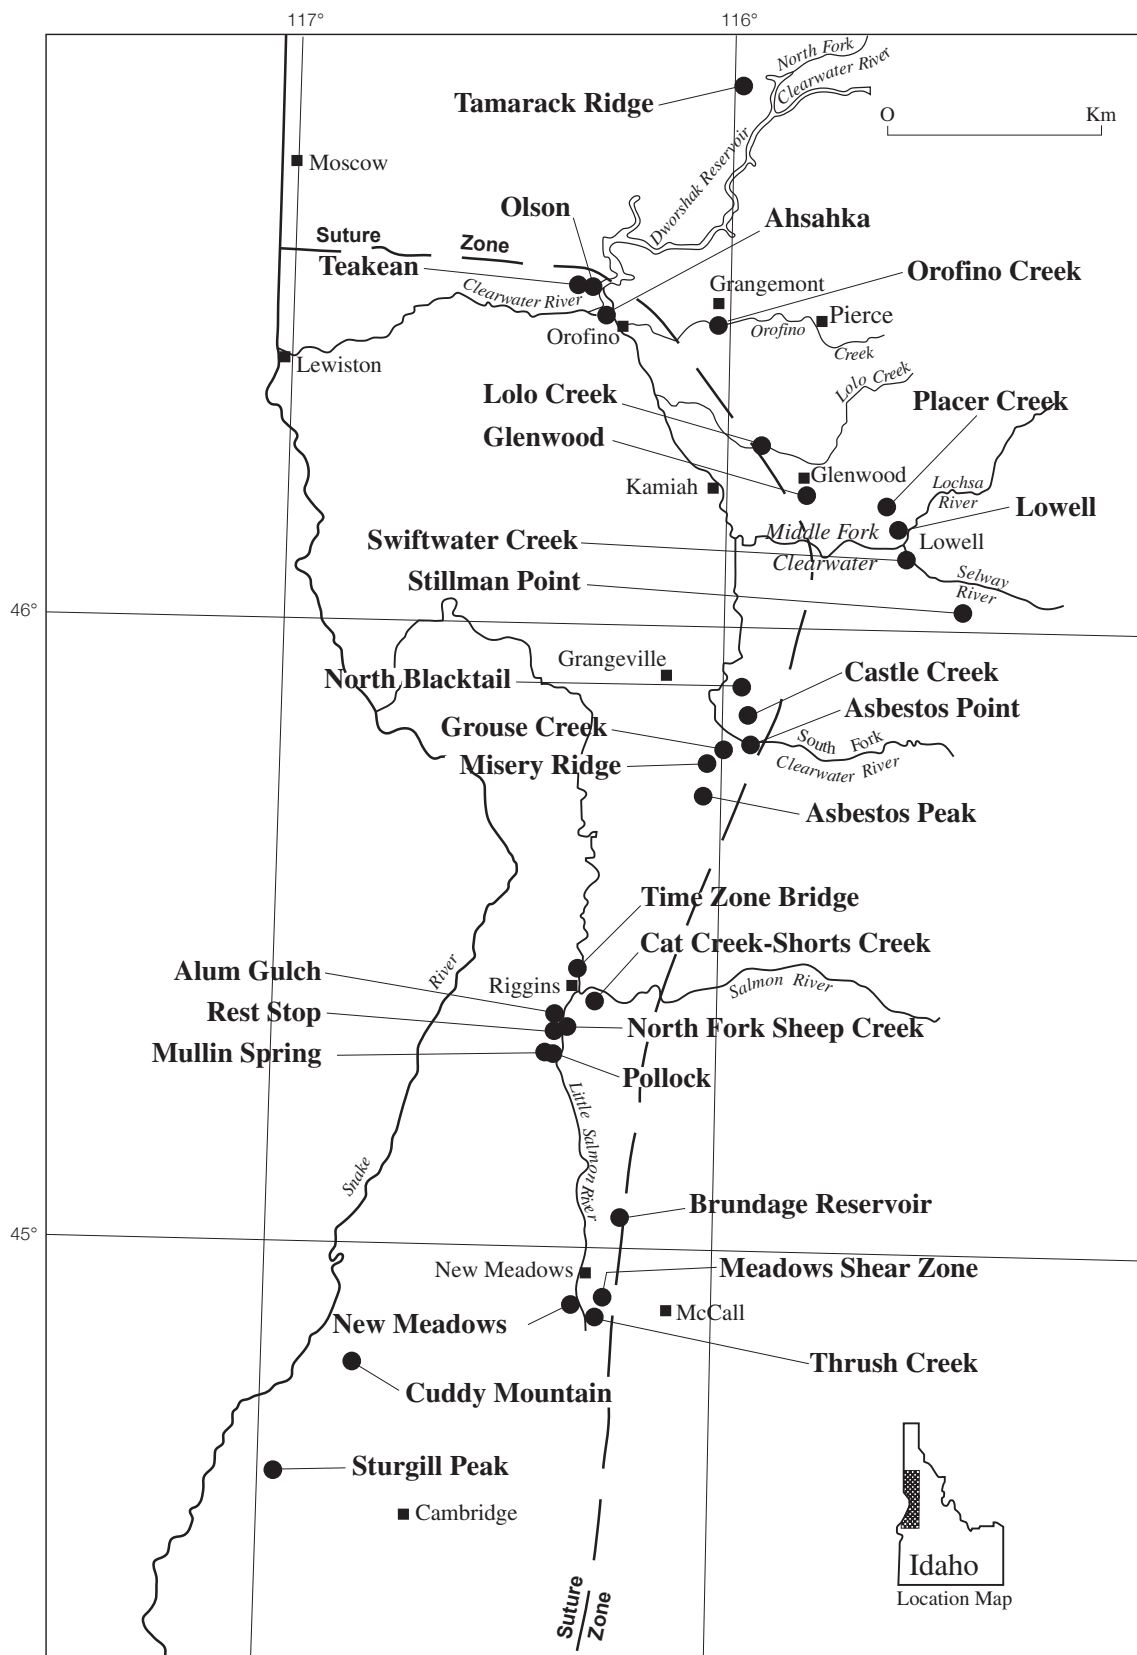 117°
116°
North Fork
Clearwater River
Tamarack Ridge
O
Km
Moscow
Dworshak Reservoir
Olson
Ahsahka
Suture
Zone
Teakean
Orofino Creek
Grangemont
Clearwater River
Pierce
Orofino
Orofino
Creek
Lewiston
Lolo Creek
Lolo Creek
Placer Creek
Glenwood
Glenwood
Kamiah
Lochsa
River
Lowell
Middle Fork
Swiftwater Creek
Lowell
Clearwater
Stillman Point
Selway
River
46°
Grangeville
North Blacktail
Castle Creek
Asbestos Point
Grouse Creek
South Fork
Misery Ridge
Clearwater River
Asbestos Peak
Time Zone Bridge
Cat Creek-Shorts Creek
Alum Gulch
River
Riggins
Salmon River
Rest Stop
North Fork Sheep Creek
Mullin Spring
Pollock
Little Salmon River
Snake
Brundage Reservoir
45°
New Meadows
Meadows Shear Zone
New Meadows
McCall
Thrush Creek
Cuddy Mountain
Sturgill Peak
Cambridge
Idaho
Location Map
Suture
Zone